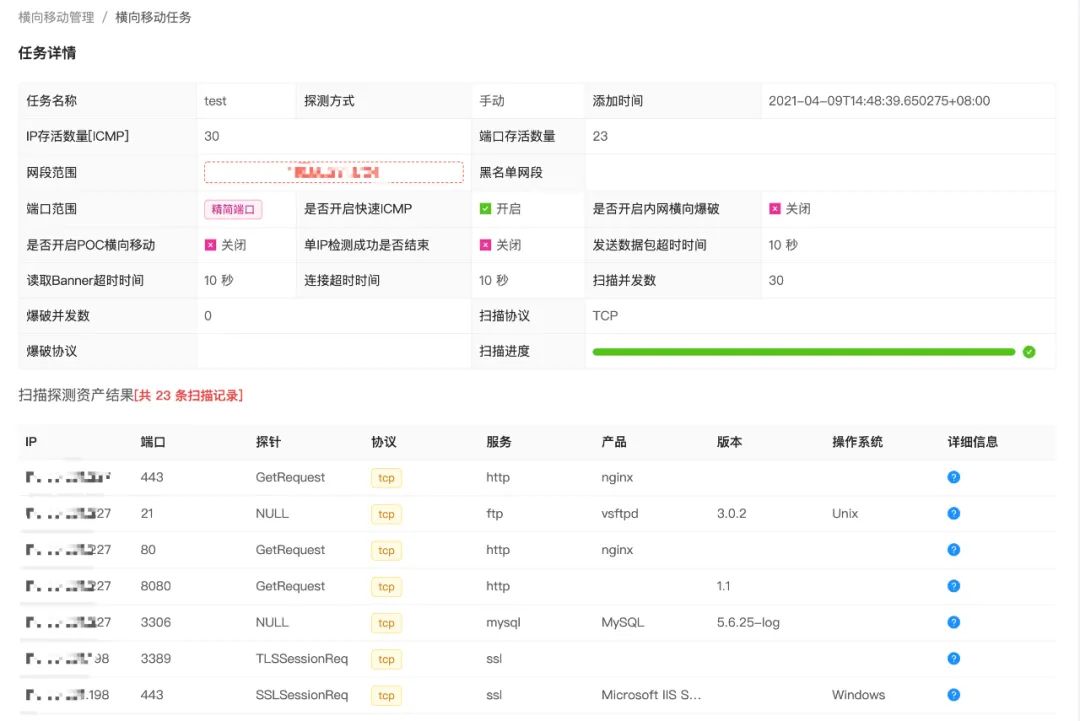 横向移动管理 / 横向移动任务
任务详情
任务名称 test 探测方式 手动 添加时间 2021-04-09T14:48:39.650275+08:00
IP存活数量[ICMP] 30 端口存活数量 23
网段范围 黑名单网段
端口范围 精简端口 是否开启快速ICMP 开启 是否开启内网横向爆破 关闭
是否开启POC横向移动 关闭 单IP检测成功是否结束 关闭 发送数据包超时时间 10 秒
读取Banner超时时间 10 秒 连接超时时间 10 秒 扫描并发数 30
爆破并发数 0 扫描协议 TCP
爆破协议 扫描进度
扫描探测资产结果[共 23 条扫描记录]
IP 端口 探针 协议 服务 产品 版本 操作系统 详细信息
443 GetRequest tcp http nginx
27 21 NULL tcp ftp vsftpd 3.0.2 Unix
227 80 GetRequest tcp http nginx
227 8080 GetRequest tcp http 1.1
27 3306 NULL tcp mysql MySQL 5.6.25-log
98 3389 TLSSessionReq tcp ssl
.198 443 SSLSessionReq tcp ssl Microsoft IIS S... Windows